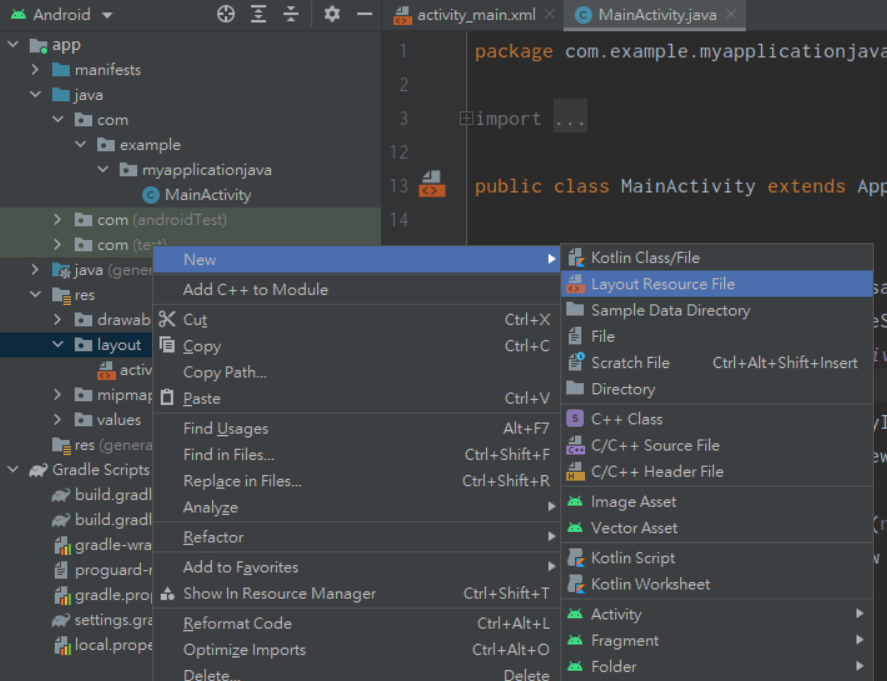 Android
activity_main.xml
MainActivity.java
app
manifests
java
com
example
myapplicationjava
MainActivity
com (androidTest)
com (test)
java (gener
res
drawab
layout
activ
mipmap
values
res (genera
Gradle Scripts
build.gradl
build.gradl
gradle-wra
proguard-r
gradle.prop
settings.gra
local.prope
1 package com.example.myapplicationjava
2
3 import ...
12
13 public class MainActivity extends App
14
New
Add C++ to Module
Cut Ctrl+X
Copy Ctrl+C
Copy Path...
Paste Ctrl+V
Find Usages Alt+F7
Find in Files... Ctrl+Shift+F
Replace in Files... Ctrl+Shift+R
Analyze
Refactor
Add to Favorites
Show In Resource Manager Ctrl+Shift+T
Reformat Code Ctrl+Alt+L
Optimize Imports Ctrl+Alt+O
Delete... Delete
Kotlin Class/File
Layout Resource File
Sample Data Directory
File
Scratch File Ctrl+Alt+Shift+Insert
Directory
C++ Class
C/C++ Source File
C/C++ Header File
Image Asset
Vector Asset
Kotlin Script
Kotlin Worksheet
Activity
Fragment
Folder